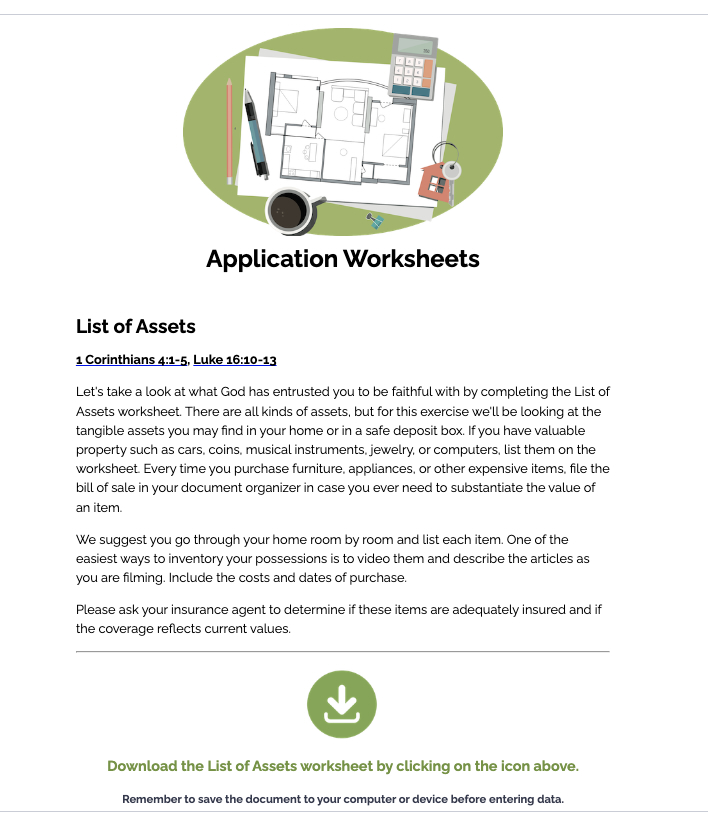 Application Worksheets
List of Assets
1 Corinthians 4:1-5, Luke 16:10-13
Let's take a look at what God has entrusted you to be faithful with by completing the List of
Assets worksheet. There are all kinds of assets, but for this exercise we'll be looking at the
tangible assets you may find in your home or in a safe deposit box. If you have valuable
property such as cars, coins, musical instruments, jewelry, or computers, list them on the
worksheet. Every time you purchase furniture, appliances, or other expensive items, file the
bill of sale in your document organizer in case you ever need to substantiate the value of
an item.
We suggest you go through your home room by room and list each item. One of the
easiest ways to inventory your possessions is to video them and describe the articles as
you are filming. Include the costs and dates of purchase.
Please ask your insurance agent to determine if these items are adequately insured and if
the coverage reflects current values.
Download the List of Assets worksheet by clicking on the icon above.
Remember to save the document to your computer or device before entering data.